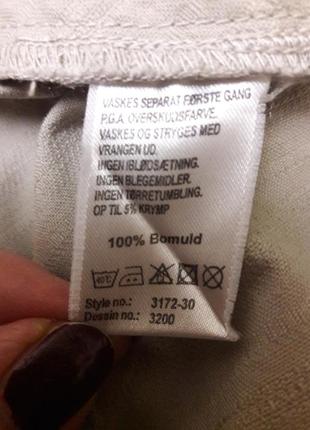 VASKES SEPARAT FØRSTE GANG
P.G.A. OVERSKUDSFARVE.
VASKES OG STRYGES MED
VRANGEN UD.
INGEN IBLØDSÆTNING.
INGEN BLEGEMIDLER.
INGEN TØRRETUMBLING.
OP TIL 5% KRYMP
100% Bomuld
40°C
Style no.: 3172-30
Dessin no.: 3200